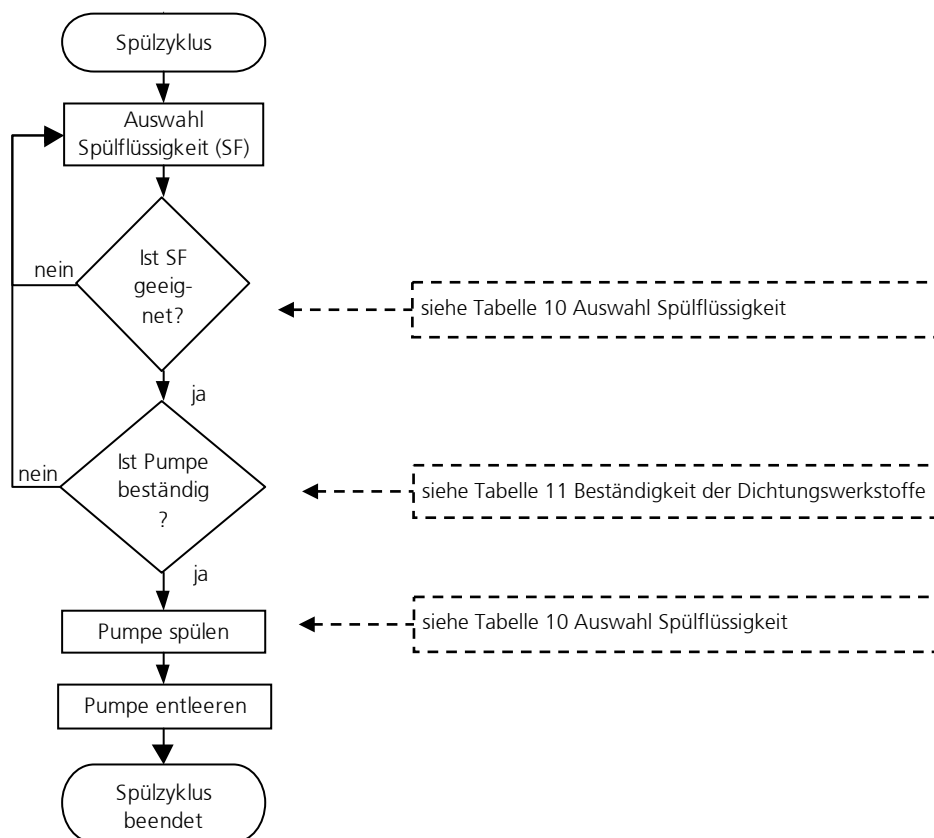 Spülzyklus
Auswahl
Spülflüssigkeit (SF)
Ist SF
geeig-
net?
nein
siehe Tabelle 10 Auswahl Spülflüssigkeit
ja
Ist Pumpe
beständig
?
nein
siehe Tabelle 11 Beständigkeit der Dichtungswerkstoffe
ja
Pumpe spülen
siehe Tabelle 10 Auswahl Spülflüssigkeit
Pumpe entleeren
Spülzyklus
beendet